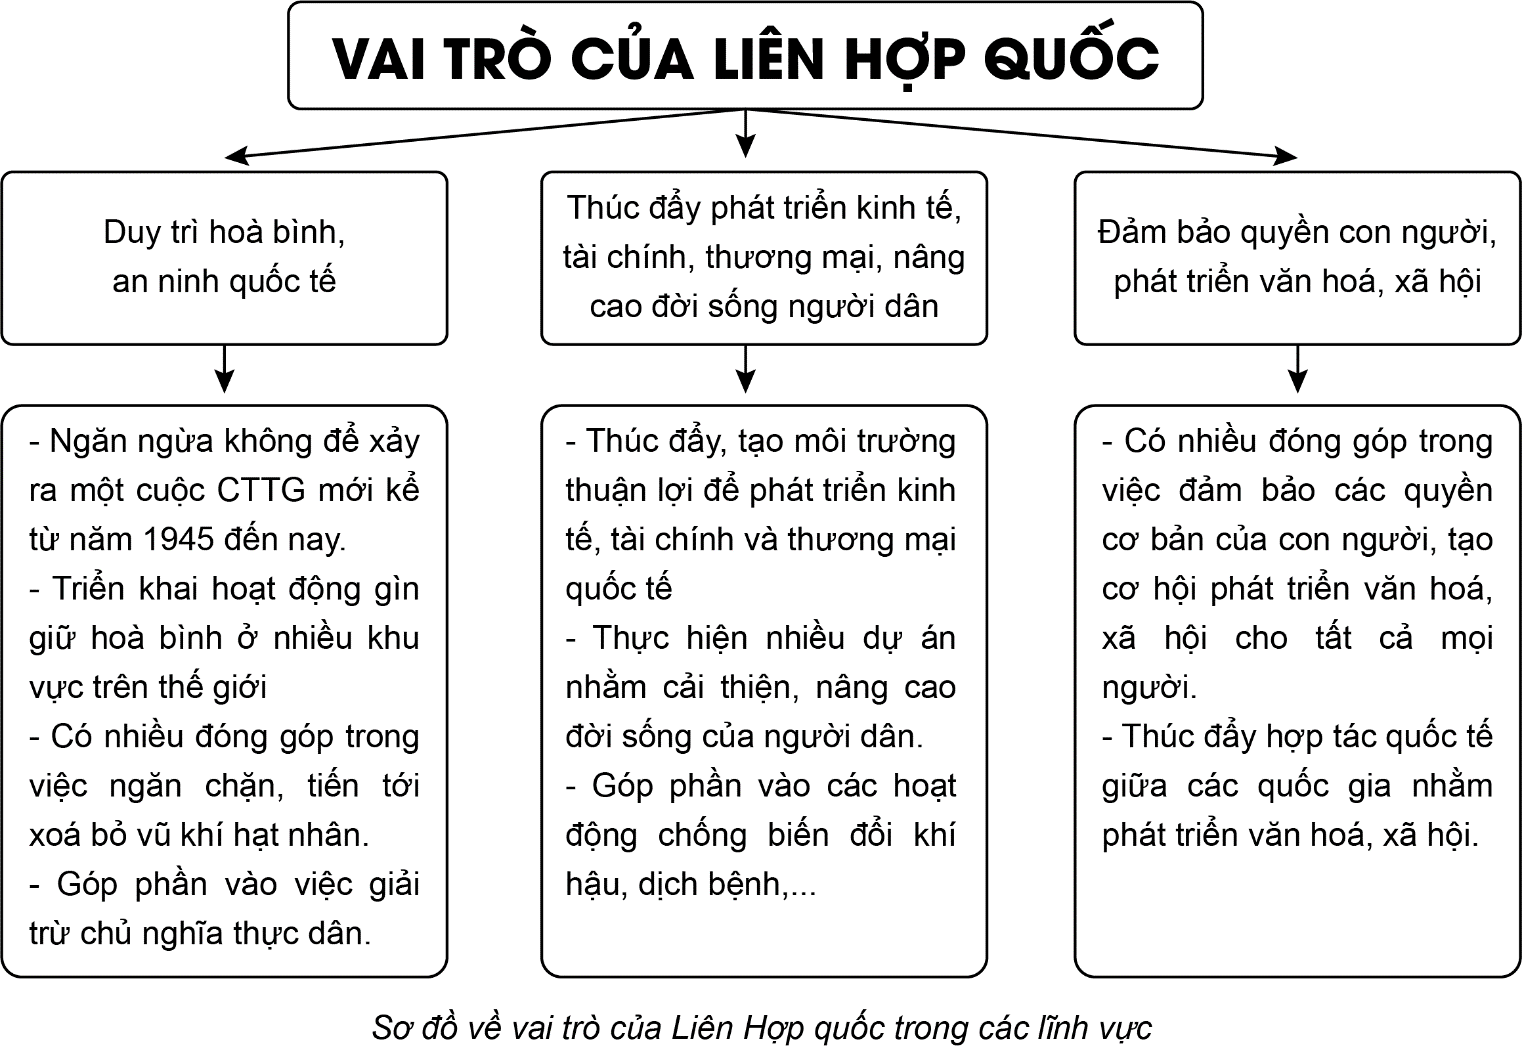 VAI TRÒ CỦA LIÊN HỢP QUỐC
Duy trì hoà bình,
an ninh quốc tế
Thúc đẩy phát triển kinh tế,
tài chính, thương mại, nâng
cao đời sống người dân
Đảm bảo quyền con người,
phát triển văn hoá, xã hội
- Ngăn ngừa không để xảy
ra một cuộc CTTG mới kể
từ năm 1945 đến nay.
- Triển khai hoạt động gìn
giữ hoà bình ở nhiều khu
vực trên thế giới
- Có nhiều đóng góp trong
việc ngăn chặn, tiến tới
xoá bỏ vũ khí hạt nhân.
- Góp phần vào việc giải
trừ chủ nghĩa thực dân.
- Thúc đẩy, tạo môi trường
thuận lợi để phát triển kinh
tế, tài chính và thương mại
quốc tế
- Thực hiện nhiều dự án
nhằm cải thiện, nâng cao
đời sống của người dân.
- Góp phần vào các hoạt
động chống biến đổi khí
hậu, dịch bệnh,...
- Có nhiều đóng góp trong
việc đảm bảo các quyền
cơ bản của con người, tạo
cơ hội phát triển văn hoá,
xã hội cho tất cả mọi
người.
- Thúc đẩy hợp tác quốc tế
giữa các quốc gia nhằm
phát triển văn hoá, xã hội.
Sơ đồ về vai trò của Liên Hợp quốc trong các lĩnh vực